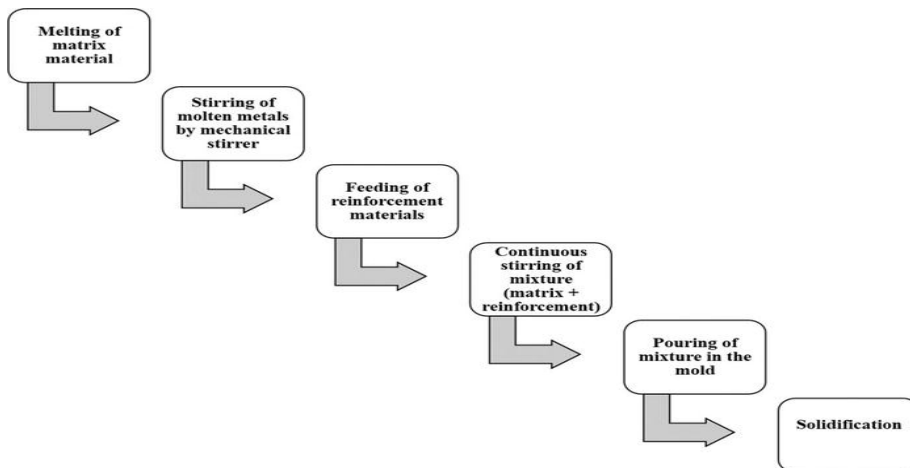 Melting of
matrix
material
Stirring of
molten metals
by mechanical
stirrer
Feeding of
reinforcement
materials
Continuous
stirring of
mixture
(matrix +
reinforcement)
Pouring of
mixture in the
mold
Solidification